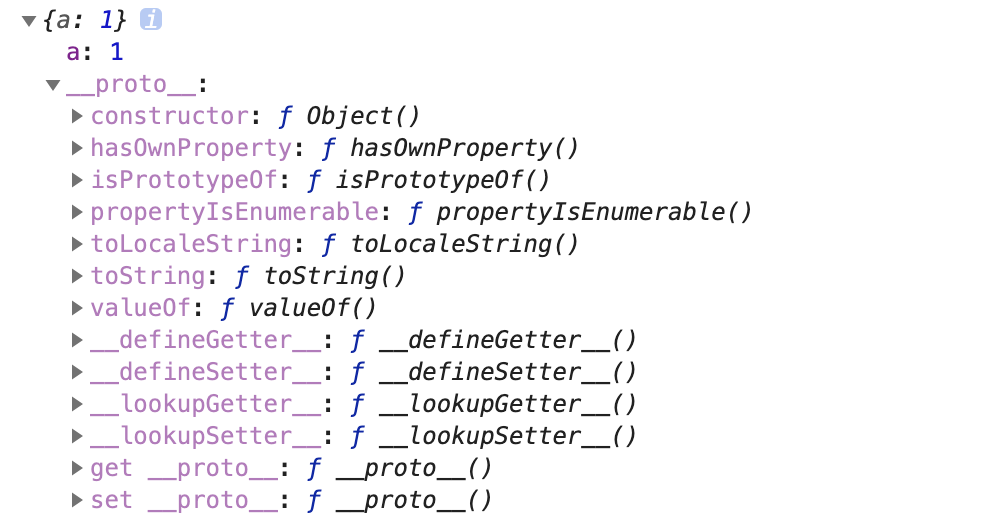 {a: 1} i
a: 1
__proto__:
constructor: ƒ Object()
hasOwnProperty: ƒ hasOwnProperty()
isPrototypeOf: ƒ isPrototypeOf()
propertyIsEnumerable: ƒ propertyIsEnumerable()
toLocaleString: ƒ toLocaleString()
toString: ƒ toString()
valueOf: ƒ valueOf()
__defineGetter__: ƒ __defineGetter__()
__defineSetter__: ƒ __defineSetter__()
__lookupGetter__: ƒ __lookupGetter__()
__lookupSetter__: ƒ __lookupSetter__()
get __proto__: ƒ __proto__()
set __proto__: ƒ __proto__()